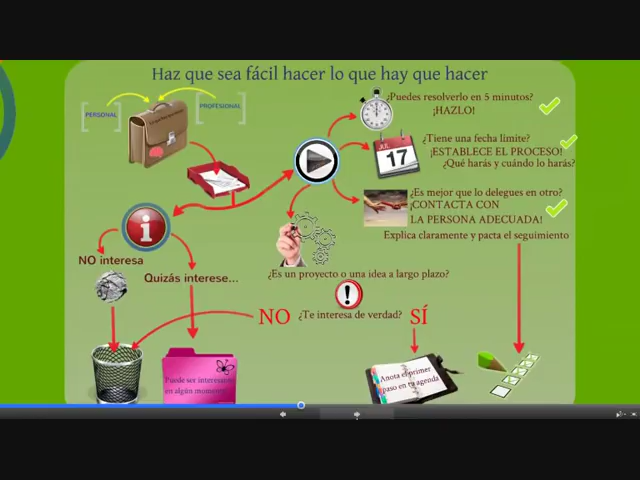 Haz que sea fácil hacer lo que hay que hacer
PERSONAL
PROFESIONAL
¿Puedes resolverlo en 5 minutos?
¡HAZLO!
¿Tiene una fecha límite?
¡ESTABLECE EL PROCESO!
¿Qué harás y cuándo lo harás?
JUL
17
¿Es mejor que lo delegues en otro?
¡CONTACTA CON
LA PERSONA ADECUADA!
Explica claramente y pacta el seguimiento
i
NO interesa
Quizás interese...
¿Es un proyecto o una idea a largo plazo?
!
NO
¿Te interesa de verdad?
SÍ
Puede ser interesante
en algún momento
Anota el primer
paso en tu agenda